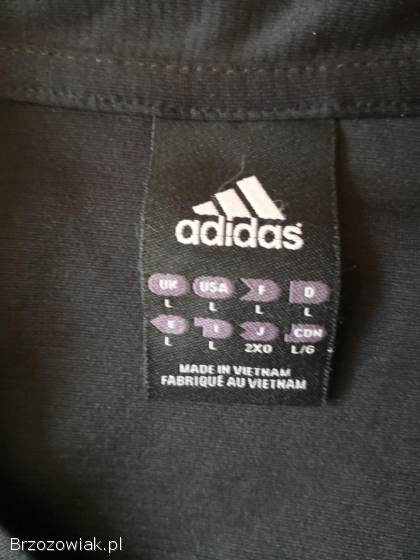 adidas
UK USA F D
L L L L
E I J CDN
L L 2XO L/G
MADE IN VIETNAM
FABRIQUÉ AU VIETNAM
Brzozowiak.pl